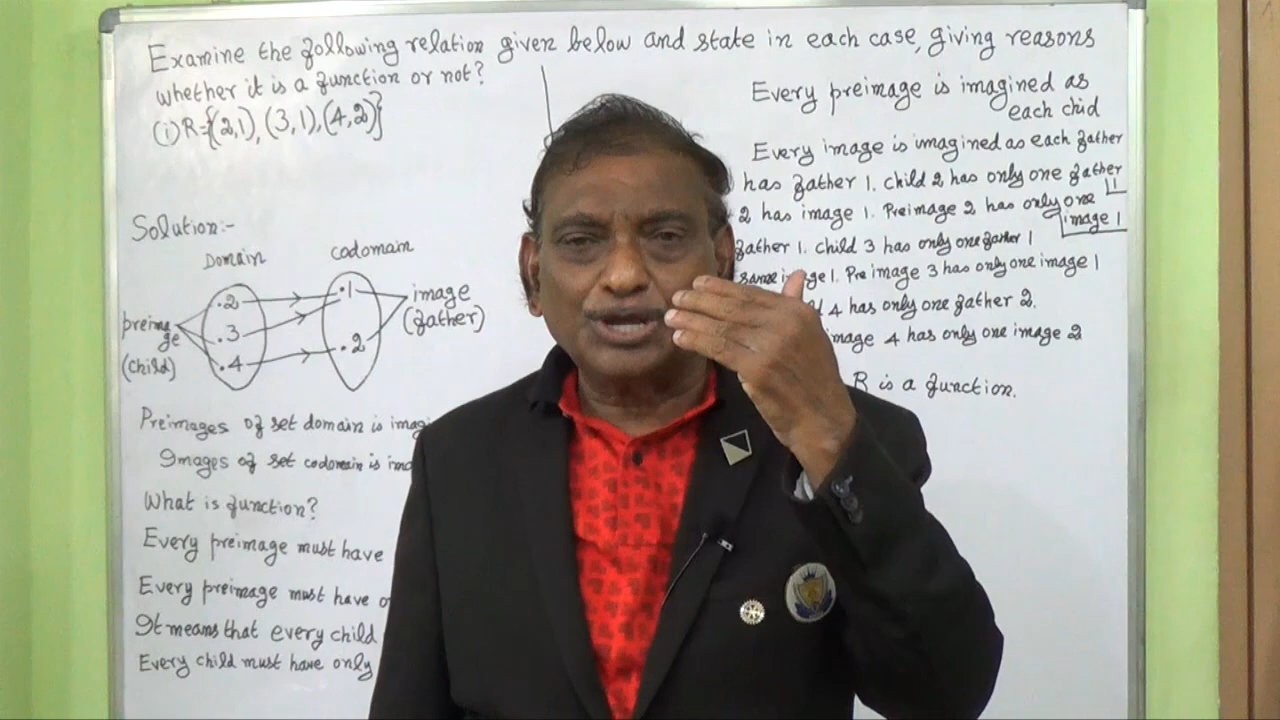 Examine the following relation given below and state in each case, giving reasons
whether it is a function or not?
(i) R={(2,1), (3,1), (4,2)}
Solution:-
Domain
codomain
.2
.3
.4
.1
.2
preima
ge
(child)
image
(father)
Preimages of set domain is imagi
Images of set codomain is ima
What is function?
Every preimage must have
Every preimage must have o
It means that every child
Every child must have only
Every preimage is imagined as
each chid
Every image is imagined as each father
has father 1. child 2 has only one father
1
2 has image 1. Preimage 2 has only one
image 1
father 1. child 3 has only one father 1
same image 1. Preimage 3 has only one image 1
4 has only one father 2.
image 4 has only one image 2
R is a function.